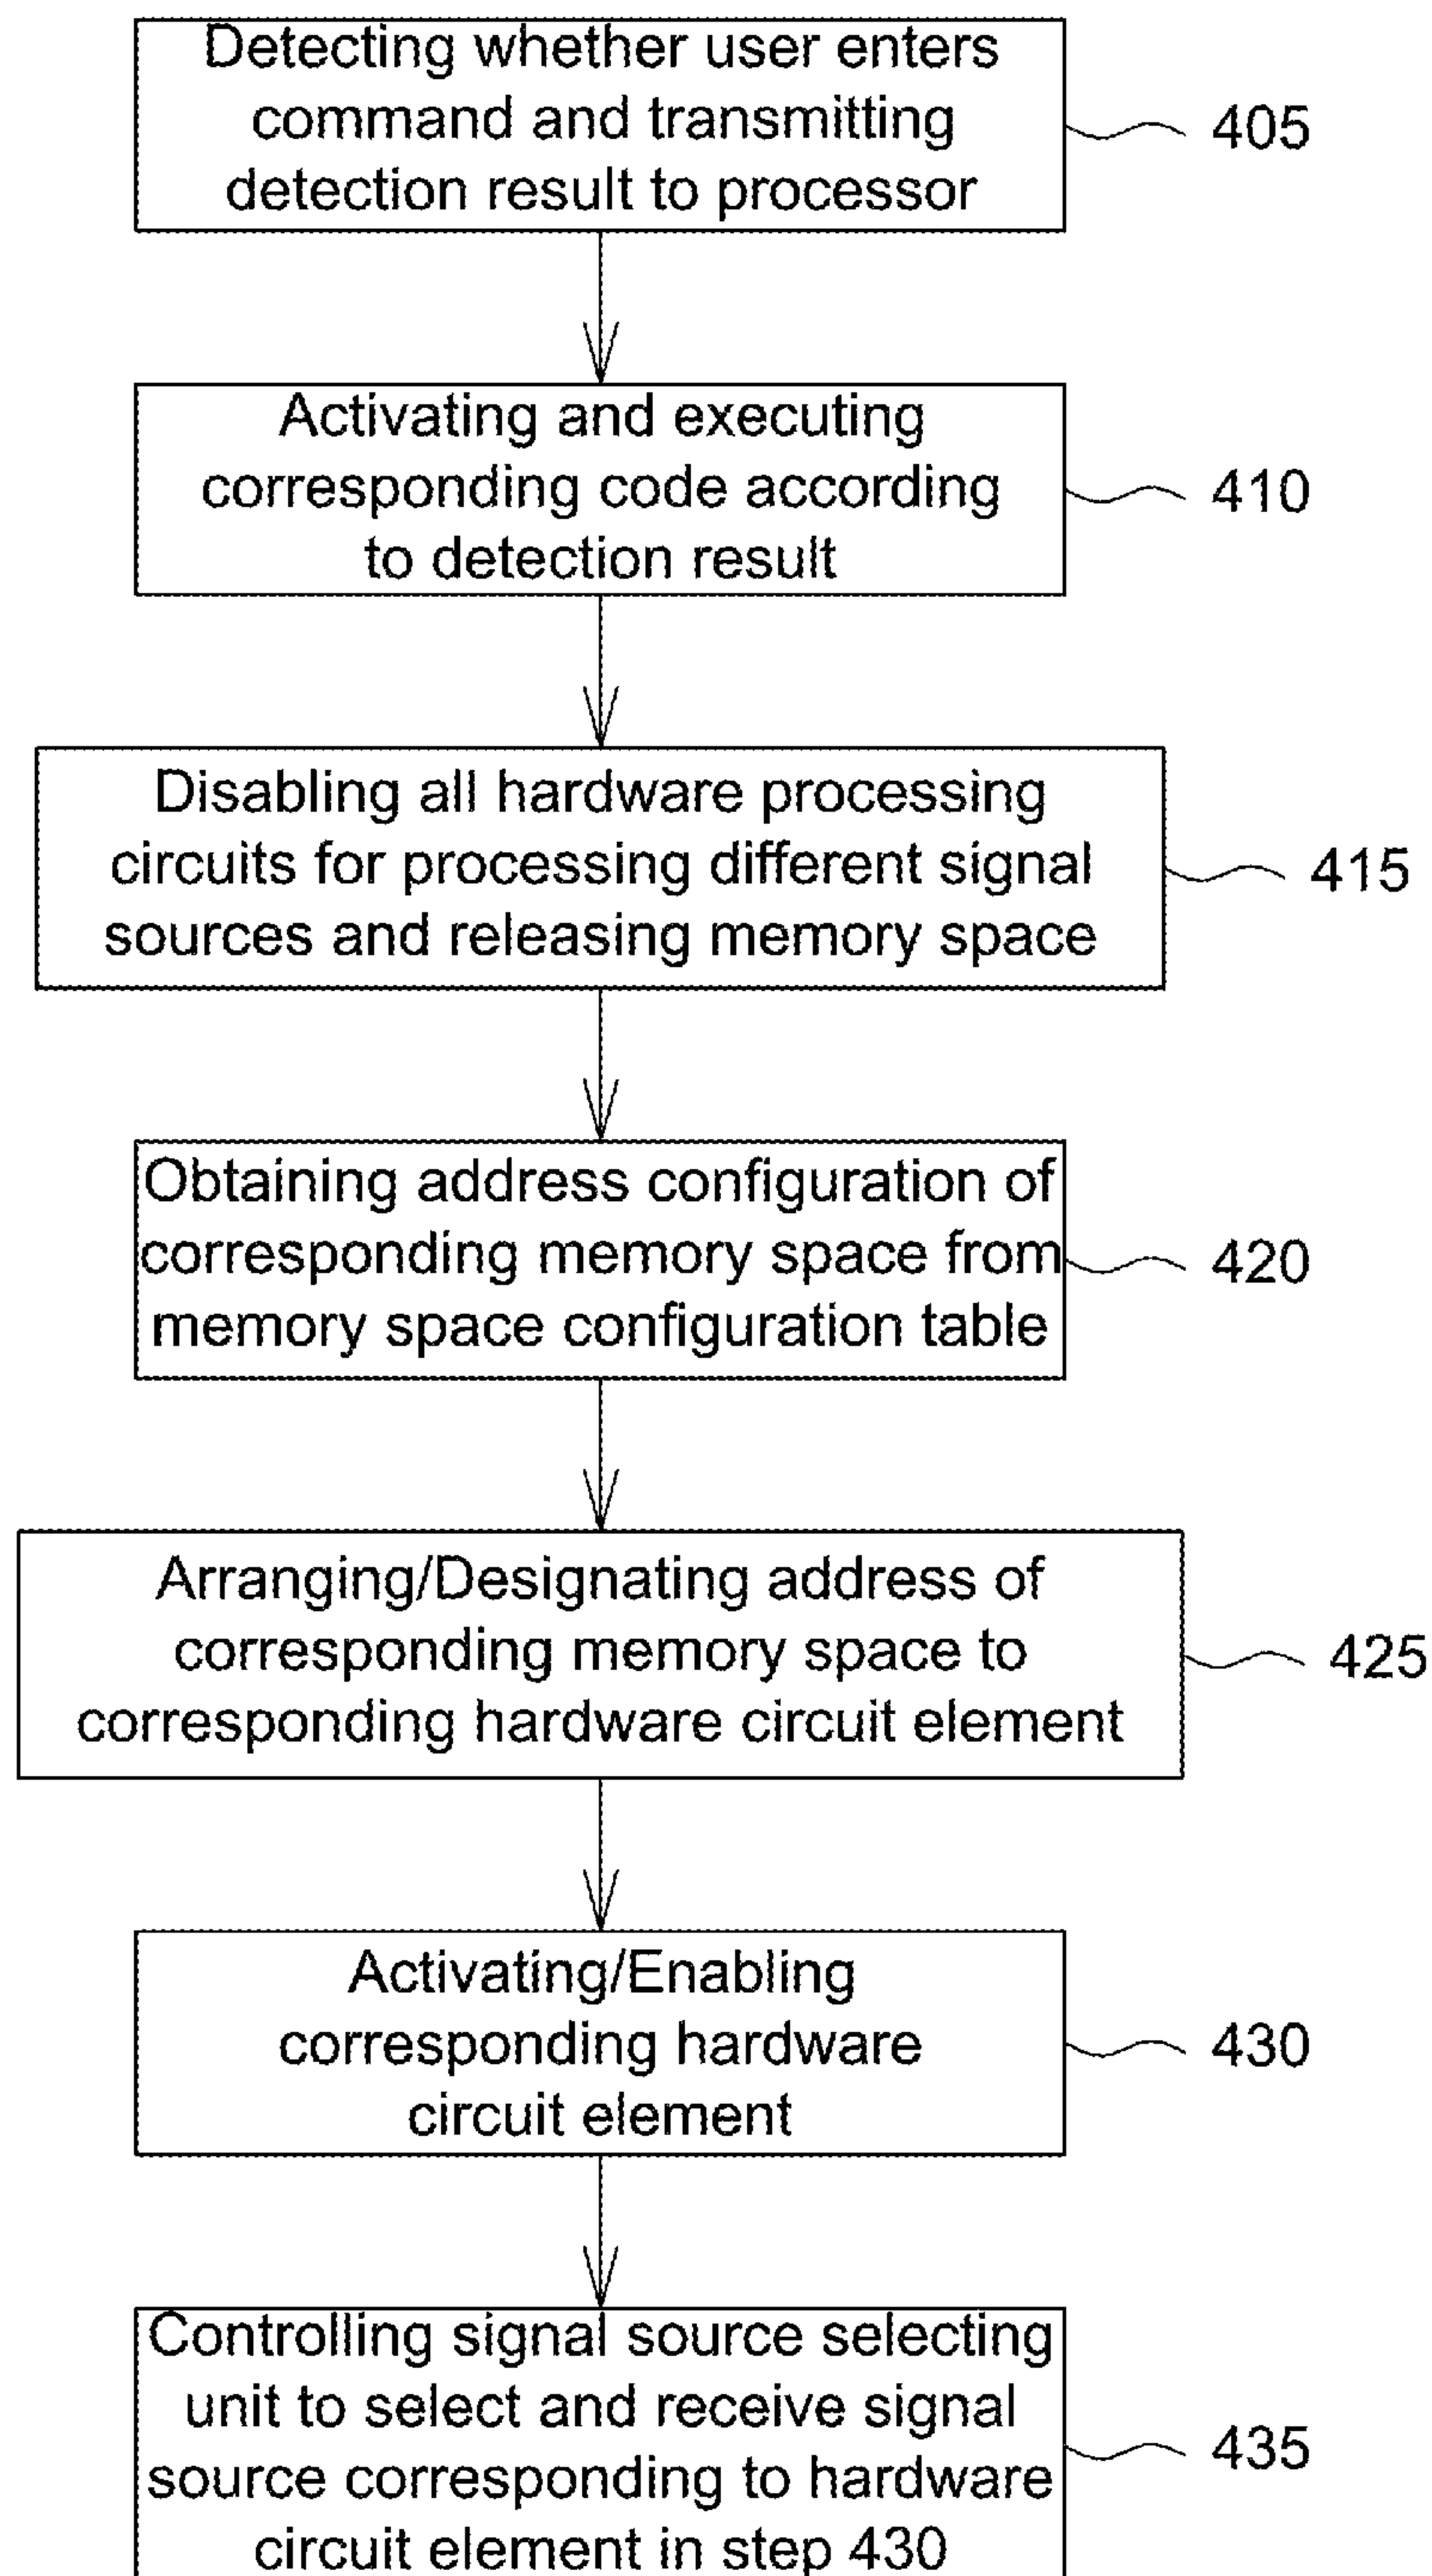 Detecting whether user enters
command and transmitting
detection result to processor
405
Activating and executing
corresponding code according
to detection result
410
Disabling all hardware processing
circuits for processing different signal
sources and releasing memory space
415
Obtaining address configuration of
corresponding memory space from
memory space configuration table
420
Arranging/Designating address of
corresponding memory space to
corresponding hardware circuit element
425
Activating/Enabling
corresponding hardware
circuit element
430
Controlling signal source selecting
unit to select and receive signal
source corresponding to hardware
circuit element in step 430
435